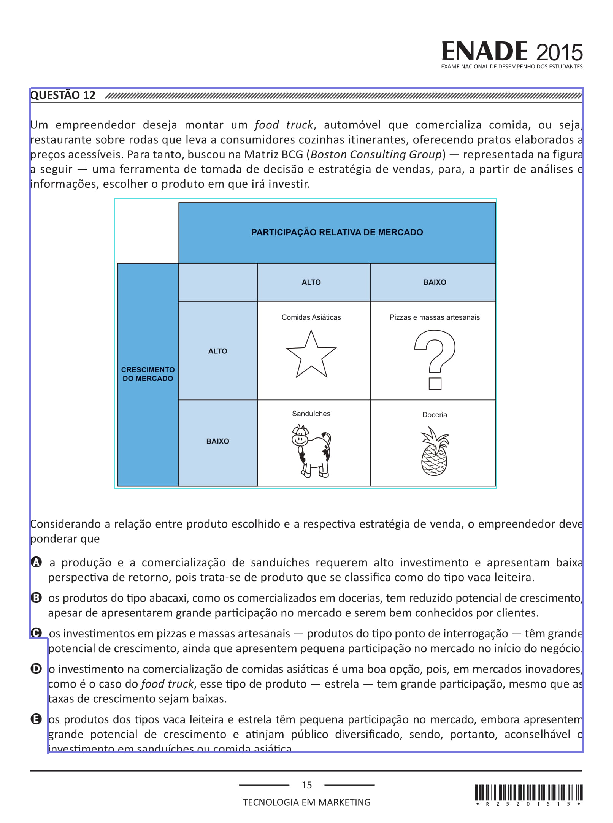 ENADE 2015
EXAME NACIONAL DE DESEMPENHO DOS ESTUDANTES
QUESTÃO 12
Um empreendedor deseja montar um food truck, automóvel que comercializa comida, ou seja,
restaurante sobre rodas que leva a consumidores cozinhas itinerantes, oferecendo pratos elaborados a
preços acessíveis. Para tanto, buscou na Matriz BCG (Boston Consulting Group) — representada na figura
a seguir — uma ferramenta de tomada de decisão e estratégia de vendas, para, a partir de análises e
informações, escolher o produto em que irá investir.
PARTICIPAÇÃO RELATIVA DE MERCADO
ALTO
BAIXO
Comidas Asiáticas
Pizzas e massas artesanais
ALTO
CRESCIMENTO
DO MERCADO
Sanduíches
Doceria
BAIXO
Considerando a relação entre produto escolhido e a respectiva estratégia de venda, o empreendedor deve
ponderar que
A a produção e a comercialização de sanduíches requerem alto investimento e apresentam baixa
perspectiva de retorno, pois trata-se de produto que se classifica como do tipo vaca leiteira.
B os produtos do tipo abacaxi, como os comercializados em docerias, tem reduzido potencial de crescimento,
apesar de apresentarem grande participação no mercado e serem bem conhecidos por clientes.
C os investimentos em pizzas e massas artesanais — produtos do tipo ponto de interrogação — têm grande
potencial de crescimento, ainda que apresentem pequena participação no mercado no início do negócio.
D o investimento na comercialização de comidas asiáticas é uma boa opção, pois, em mercados inovadores,
como é o caso do food truck, esse tipo de produto — estrela — tem grande participação, mesmo que as
taxas de crescimento sejam baixas.
E os produtos dos tipos vaca leiteira e estrela têm pequena participação no mercado, embora apresentem
grande potencial de crescimento e atinjam público diversificado, sendo, portanto, aconselhável o
investimento em sanduíches ou comida asiática
15
TECNOLOGIA EM MARKETING
*R25201515*